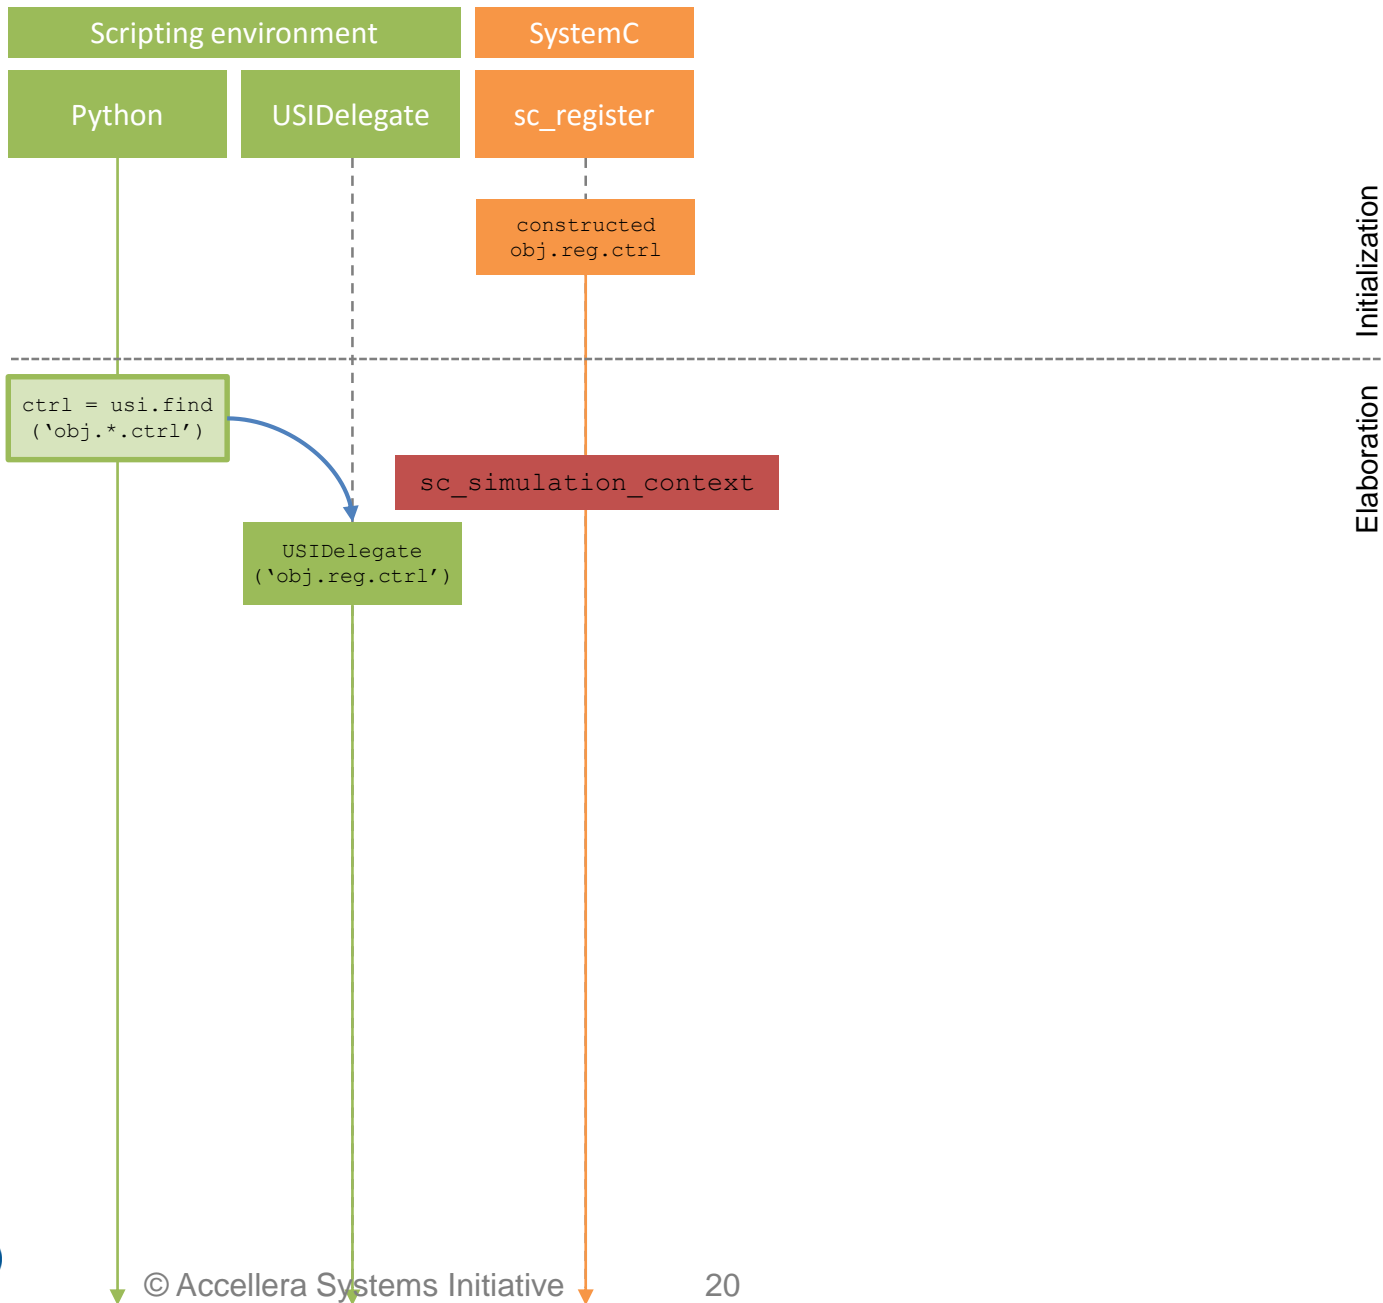 Scripting environment
SystemC
Python
USIDelegate
sc_register
constructed
obj.reg.ctrl
Initialization
ctrl = usi.find
(‘obj.*.ctrl’)
Elaboration
sc_simulation_context
USIDelegate
(‘obj.reg.ctrl’)
© Accellera Systems Initiative
20